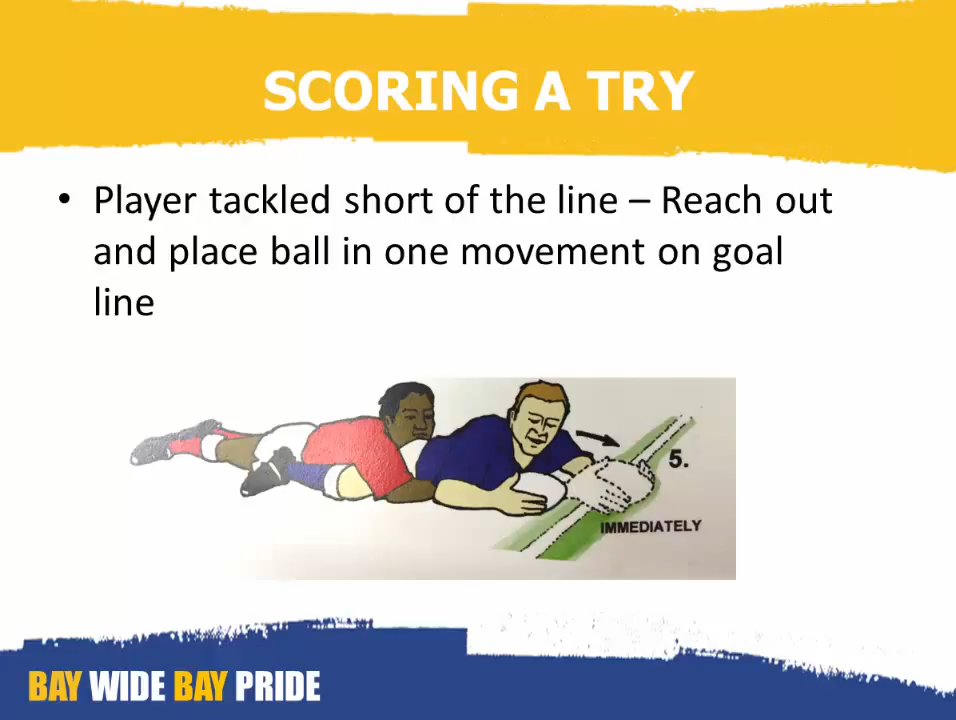 SCORING A TRY
• Player tackled short of the line – Reach out
and place ball in one movement on goal
line
5.
IMMEDIATELY
BAY WIDE BAY PRIDE